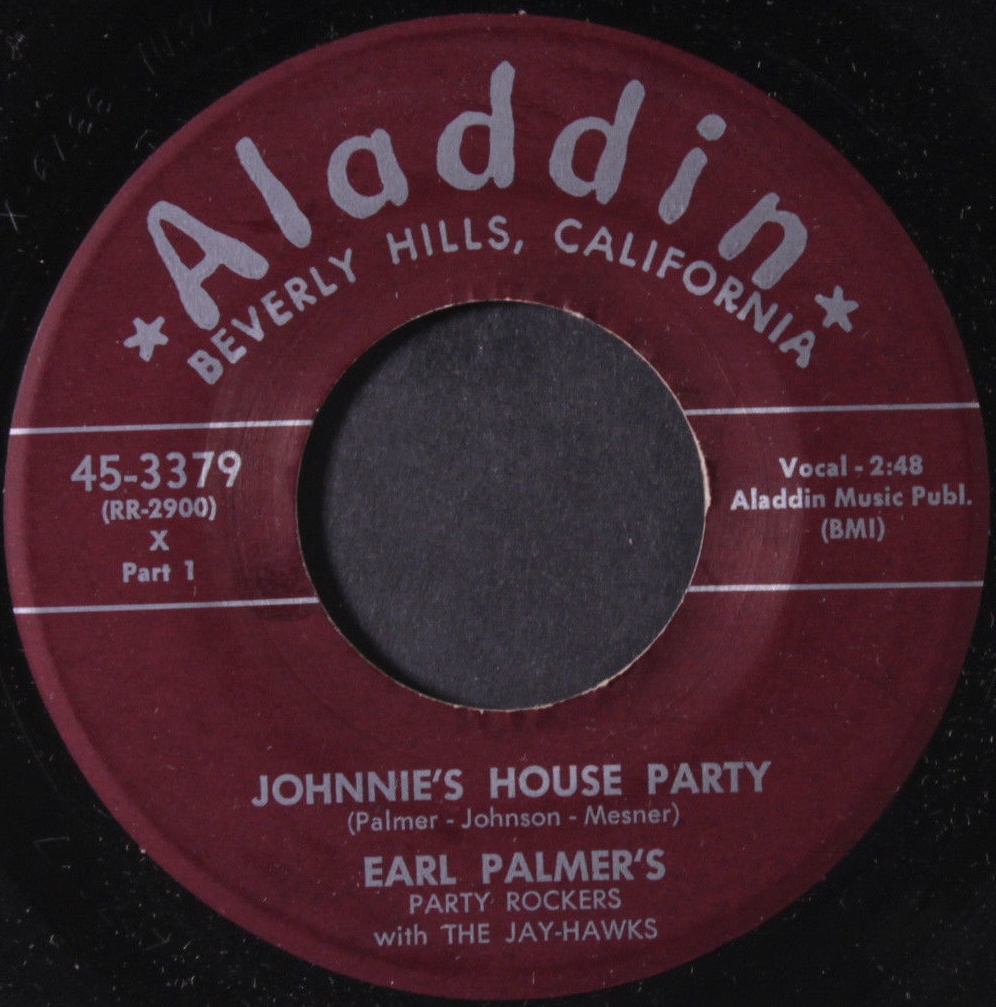 Aladdin
BEVERLY HILLS, CALIFORNIA
45-3379
(RR-2900)
X
Part 1
Vocal - 2:48
Aladdin Music Publ.
(BMI)
JOHNNIE'S HOUSE PARTY
(Palmer - Johnson - Mesner)
EARL PALMER'S
PARTY ROCKERS
with THE JAY-HAWKS